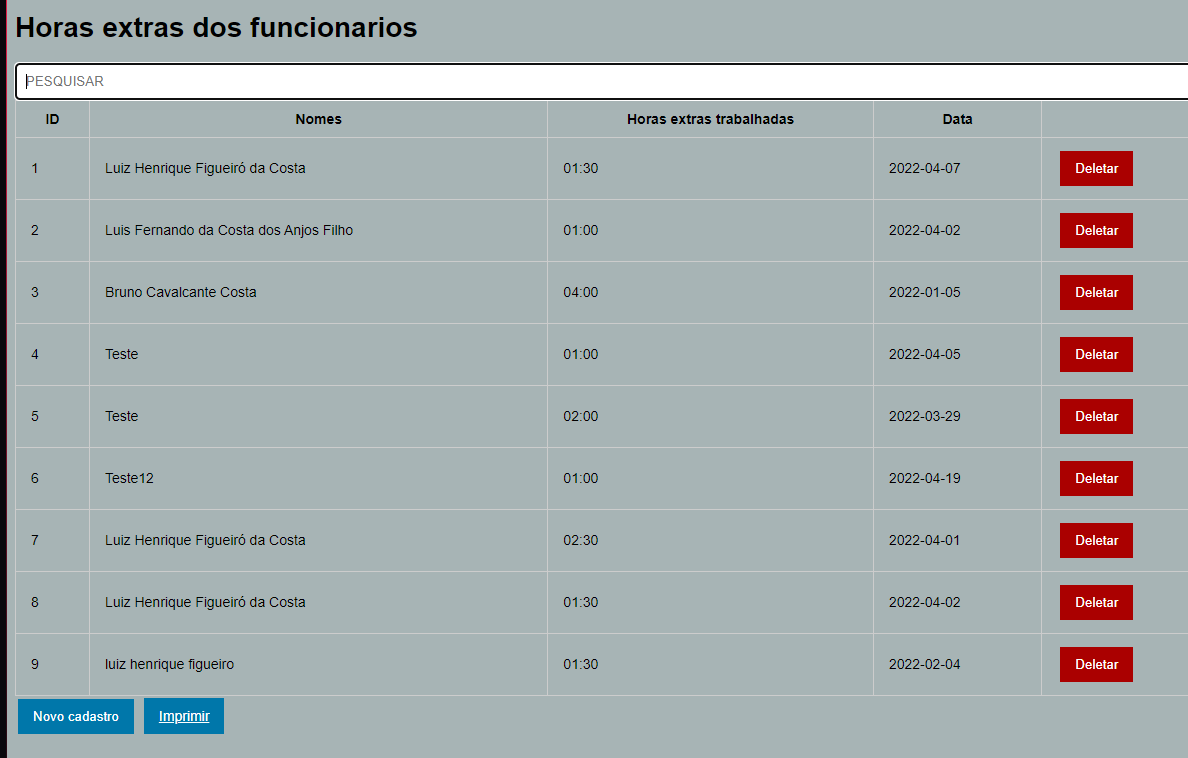 Horas extras dos funcionarios
PESQUISAR
ID Nomes Horas extras trabalhadas Data
1 Luiz Henrique Figueiró da Costa 01:30 2022-04-07 Deletar
2 Luis Fernando da Costa dos Anjos Filho 01:00 2022-04-02 Deletar
3 Bruno Cavalcante Costa 04:00 2022-01-05 Deletar
4 Teste 01:00 2022-04-05 Deletar
5 Teste 02:00 2022-03-29 Deletar
6 Teste12 01:00 2022-04-19 Deletar
7 Luiz Henrique Figueiró da Costa 02:30 2022-04-01 Deletar
8 Luiz Henrique Figueiró da Costa 01:30 2022-04-02 Deletar
9 luiz henrique figueiro 01:30 2022-02-04 Deletar
Novo cadastro Imprimir